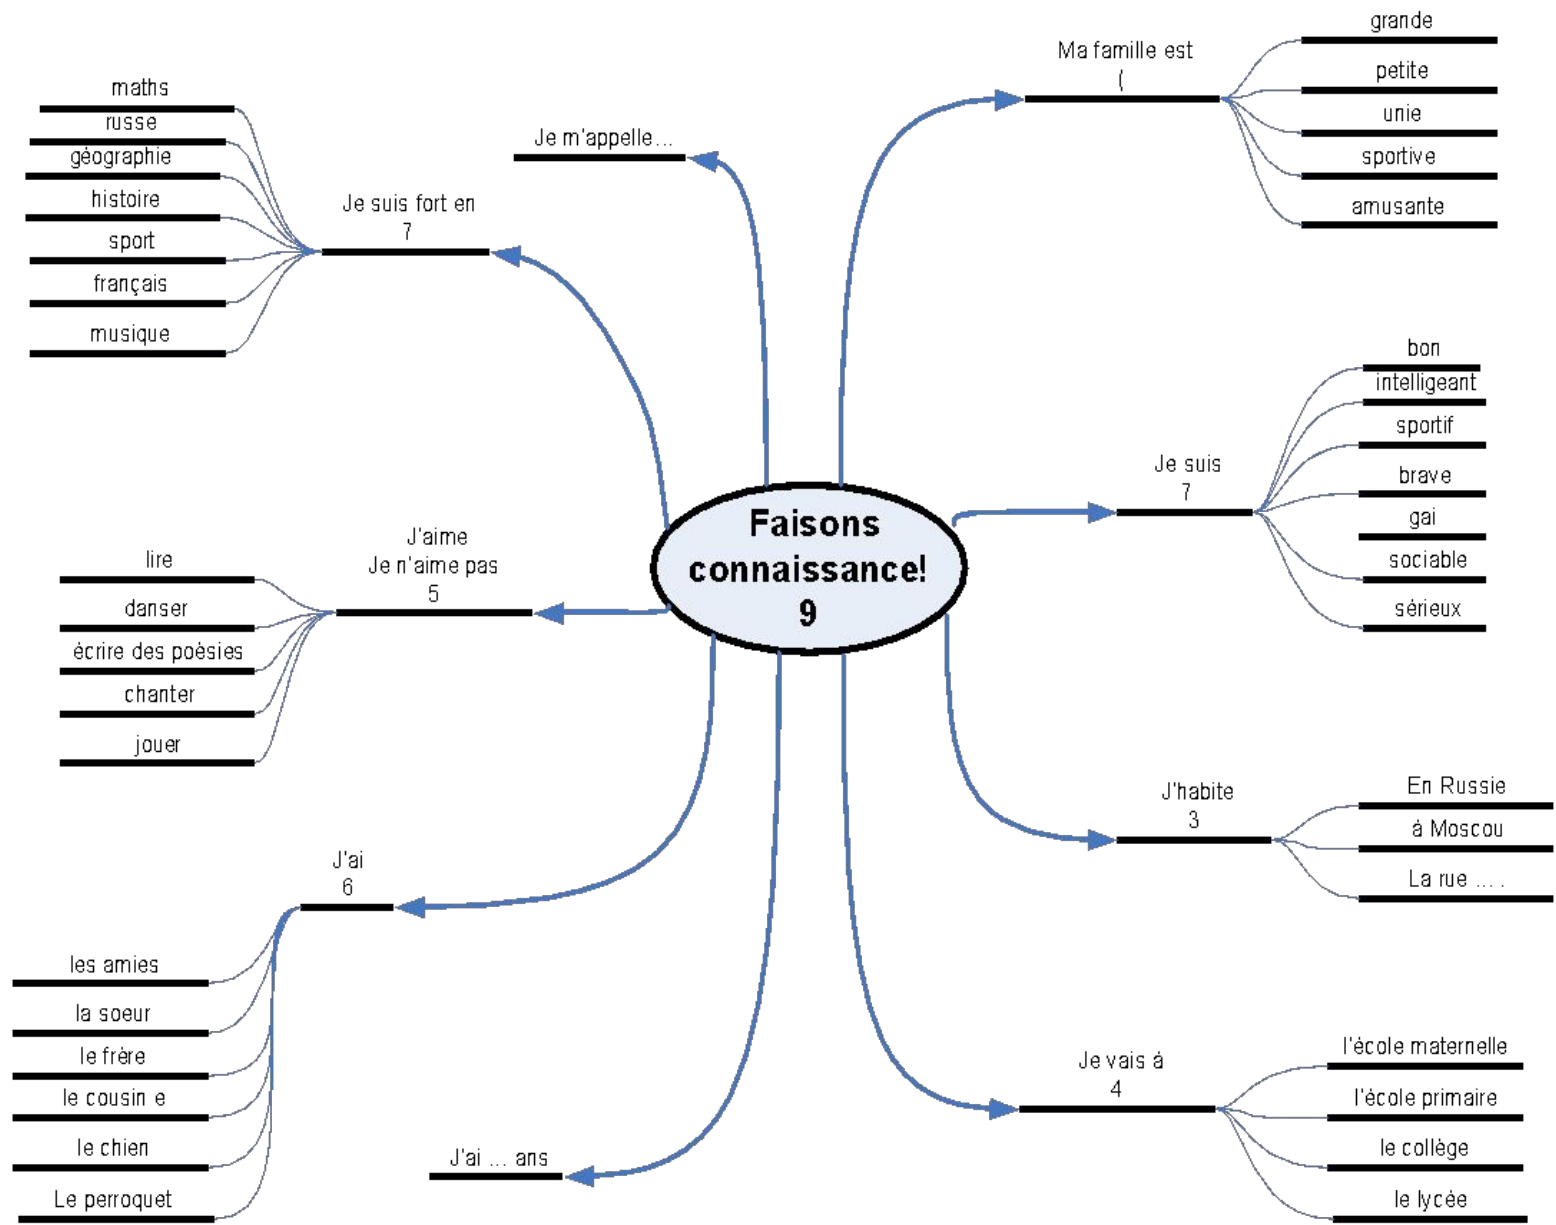 Faisons
connaissance!
9
Je m'appelle...
Ma famille est
(
grande
petite
unie
sportive
amusante
Je suis
7
bon
intelligeant
sportif
brave
gai
sociable
sérieux
J'habite
3
En Russie
á Moscou
La rue ... .
Je vais á
4
l'école maternelle
l'école primaire
le collège
le lycée
J'ai ... ans
J'ai
6
les amies
la soeur
le frère
le cousin e
le chien
Le perroquet
J'aime
Je n'aime pas
5
lire
danser
écrire des poèsies
chanter
jouer
Je suis fort en
7
maths
russe
géographie
histoire
sport
français
musique